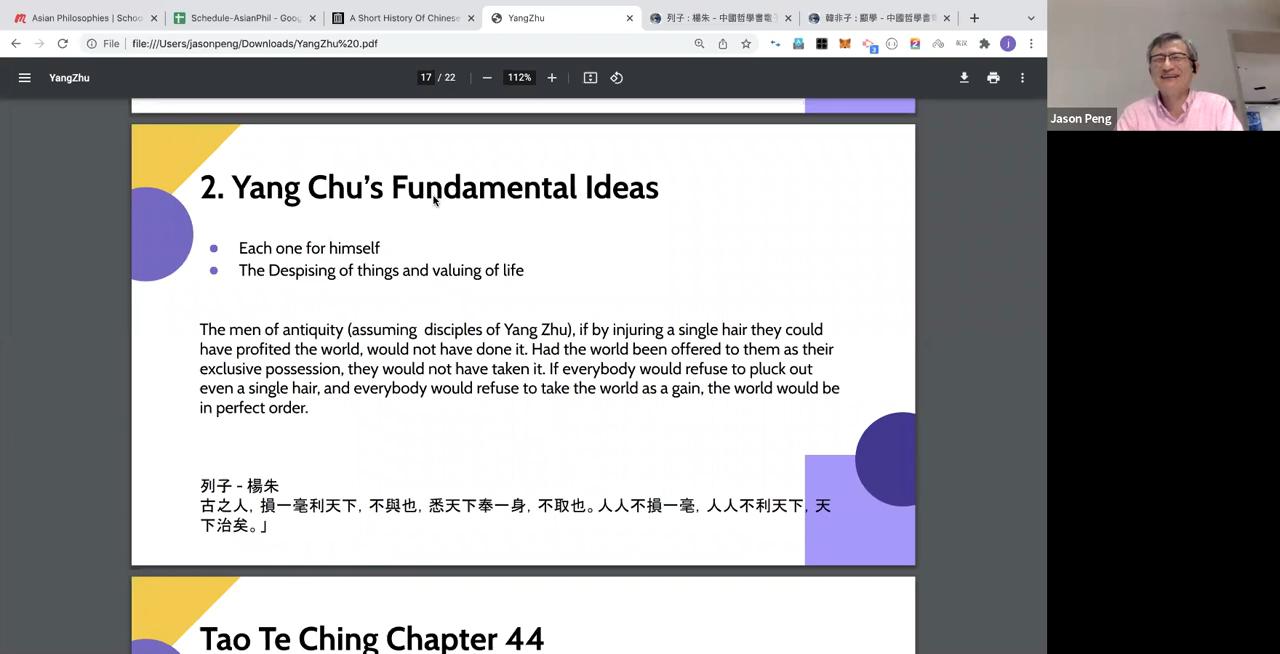 Asian Philosophies | Schoo
Schedule-AsianPhil - Goog
A Short History Of Chinese
YangZhu
列子 : 楊朱 - 中國哲學書電子
韓非子 : 顯學 - 中國哲學書電
File
file:///Users/jasonpeng/Downloads/YangZhu%20.pdf
YangZhu
17 / 22
112%
Jason Peng
2. Yang Chu’s Fundamental Ideas
Each one for himself
The Despising of things and valuing of life
The men of antiquity (assuming disciples of Yang Zhu), if by injuring a single hair they could
have profited the world, would not have done it. Had the world been offered to them as their
exclusive possession, they would not have taken it. If everybody would refuse to pluck out
even a single hair, and everybody would refuse to take the world as a gain, the world would be
in perfect order.
列子 - 楊朱
古之人，損一毫利天下，不與也，悉天下奉一身，不取也。人人不損一毫，人人不利天下，天
下治矣。」
Tao Te Ching Chapter 44